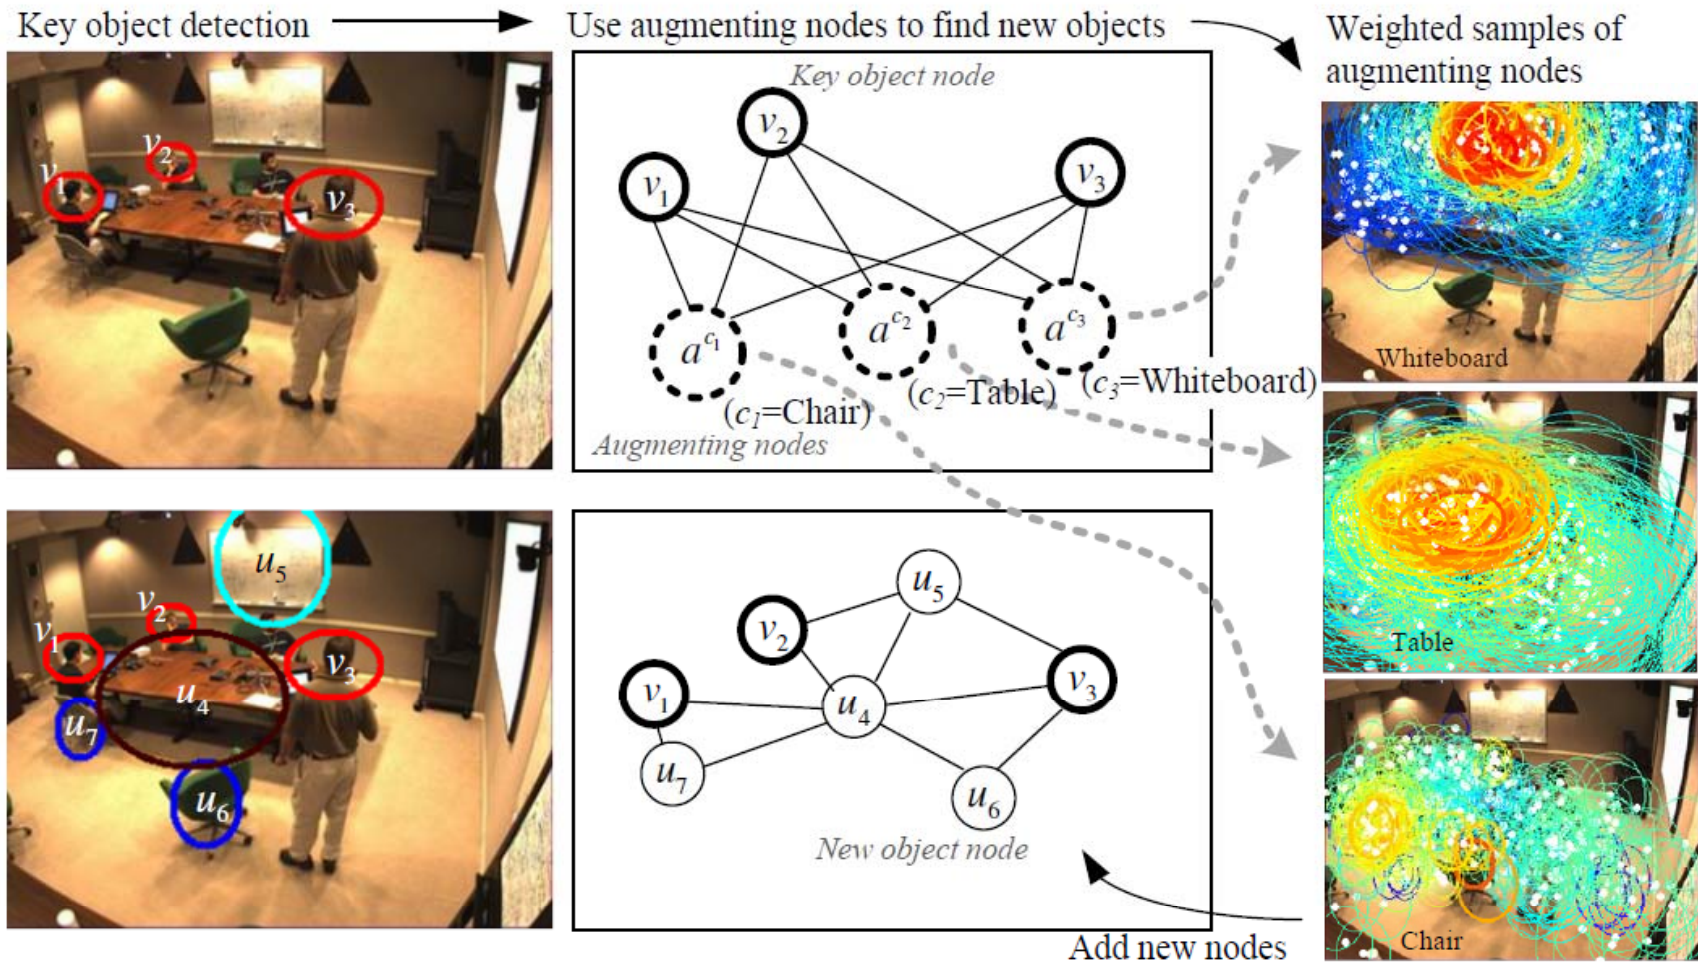 Key object detection
Use augmenting nodes to find new objects
Weighted samples of
augmenting nodes
v1
v2
v3
Key object node
v1
v2
v3
a^c1
a^c2
a^c3
(c1=Chair)
(c2=Table)
(c3=Whiteboard)
Augmenting nodes
Whiteboard
Table
Chair
v1
v2
v3
u4
u5
u6
u7
v1
v2
v3
u4
u5
u6
u7
New object node
Add new nodes